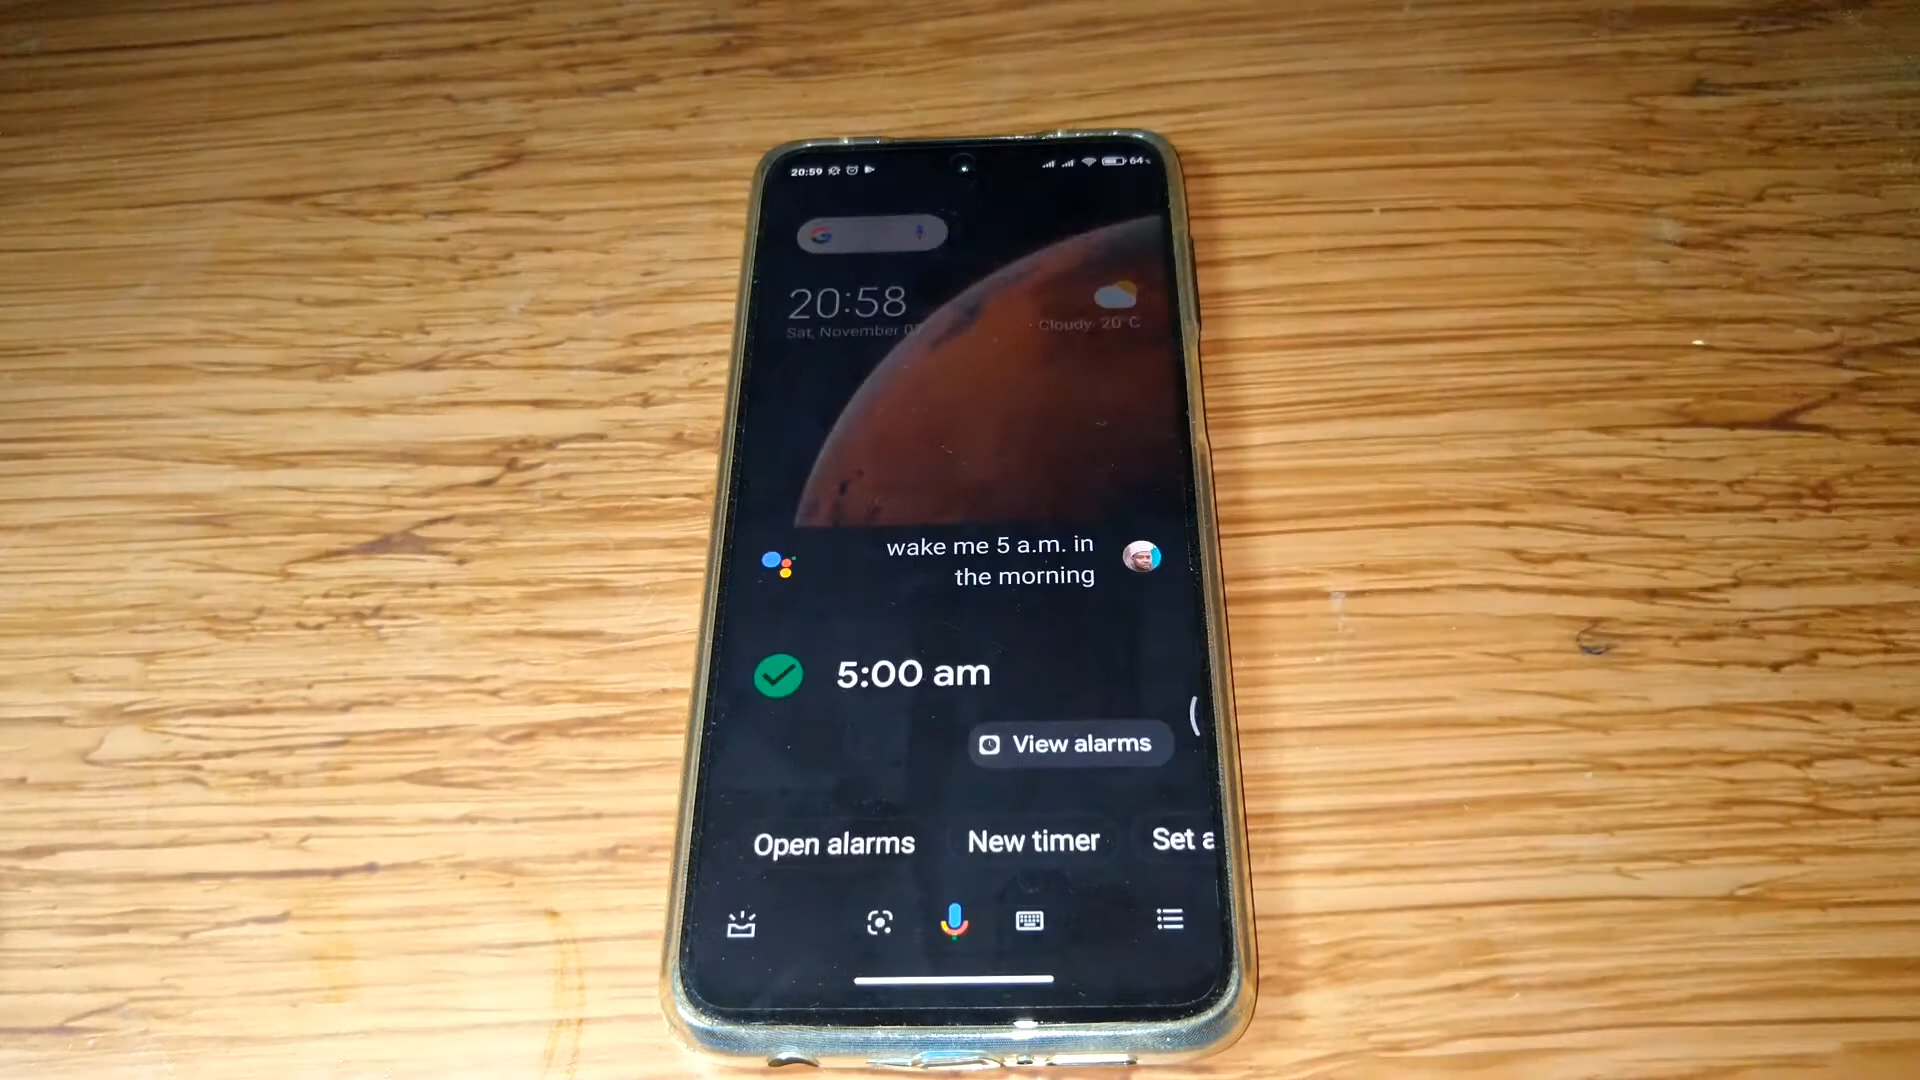 20:59
64
20:58
Sat, November 07
Cloudy 20°C
wake me 5 a.m. in
the morning
5:00 am
View alarms
Open alarms
New timer
Set a